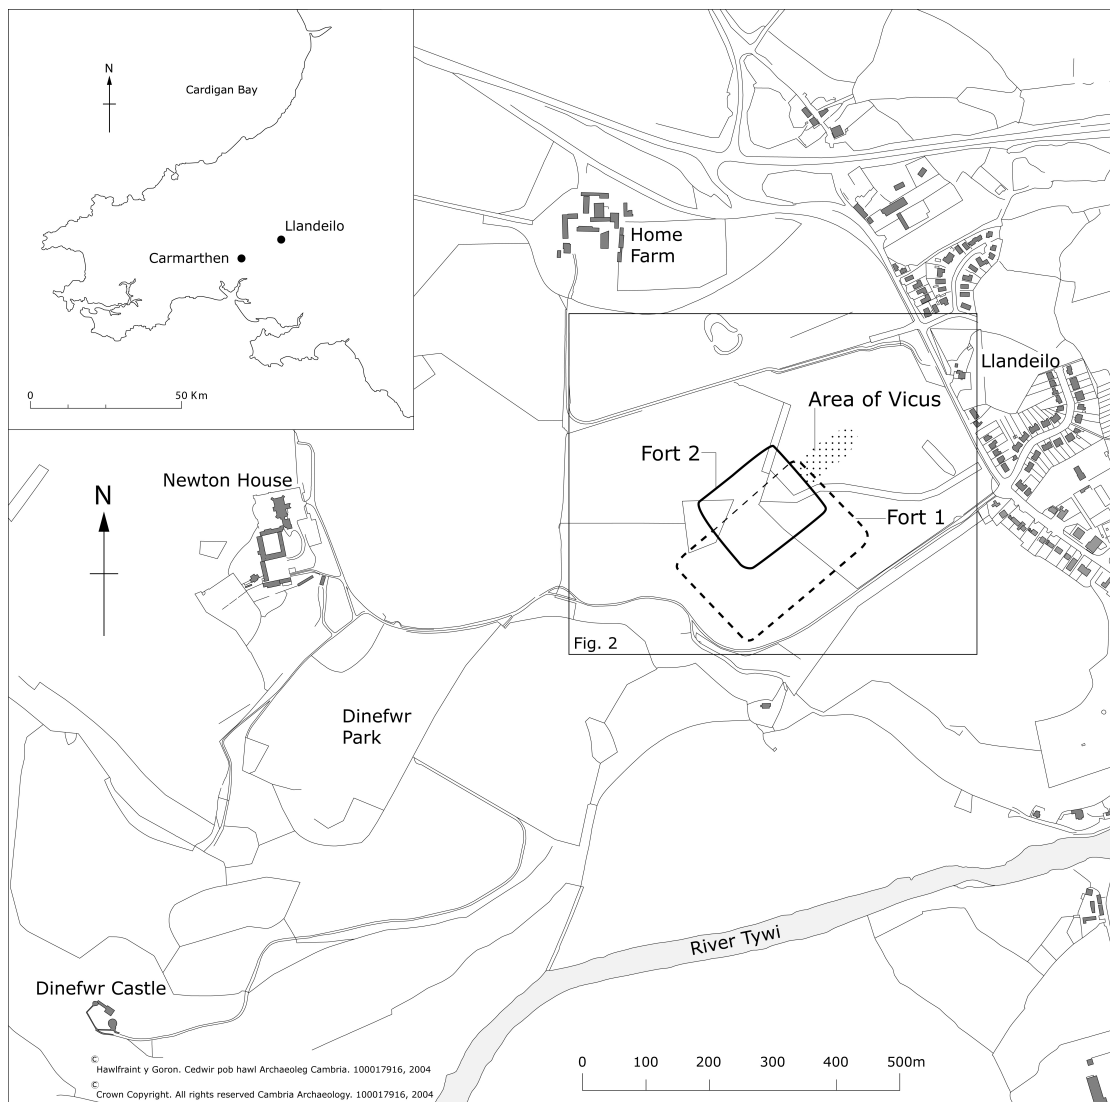 N
Cardigan Bay
Llandeilo
Carmarthen
0 50 Km
Home
Farm
Llandeilo
Area of Vicus
Fort 2
Newton House
N
Fort 1
Fig. 2
Dinefwr
Park
River Tywi
Dinefwr Castle
©
Hawlfraint y Goron. Cedwir pob hawl Archaeoleg Cambria. 100017916, 2004
©
Crown Copyright. All rights reserved Cambria Archaeology. 100017916, 2004
0 100 200 300 400 500m